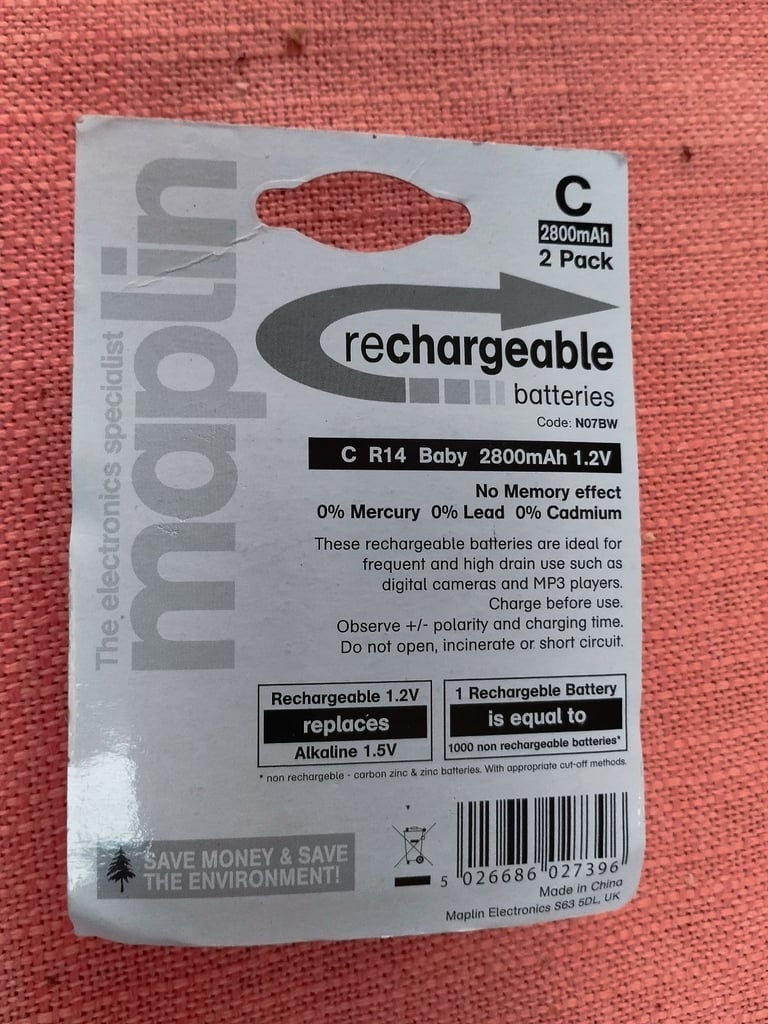 maplin
The electronics specialist
C
2800mAh
2 Pack
rechargeable
batteries
Code: N07BW
C R14 Baby 2800mAh 1.2V
No Memory effect
0% Mercury 0% Lead 0% Cadmium
These rechargeable batteries are ideal for
frequent and high drain use such as
digital cameras and MP3 players.
Charge before use.
Observe +/- polarity and charging time.
Do not open, incinerate or short circuit.
Rechargeable 1.2V
replaces
Alkaline 1.5V
1 Rechargeble Battery
is equal to
1000 non rechargeable batteries*
* non rechargeble - carbon zinc & zinc batteries. With appropriate cut-off methods.
SAVE MONEY & SAVE
THE ENVIRONMENT!
5 026686 027396
Made in China
Maplin Electronics S63 5DL, UK